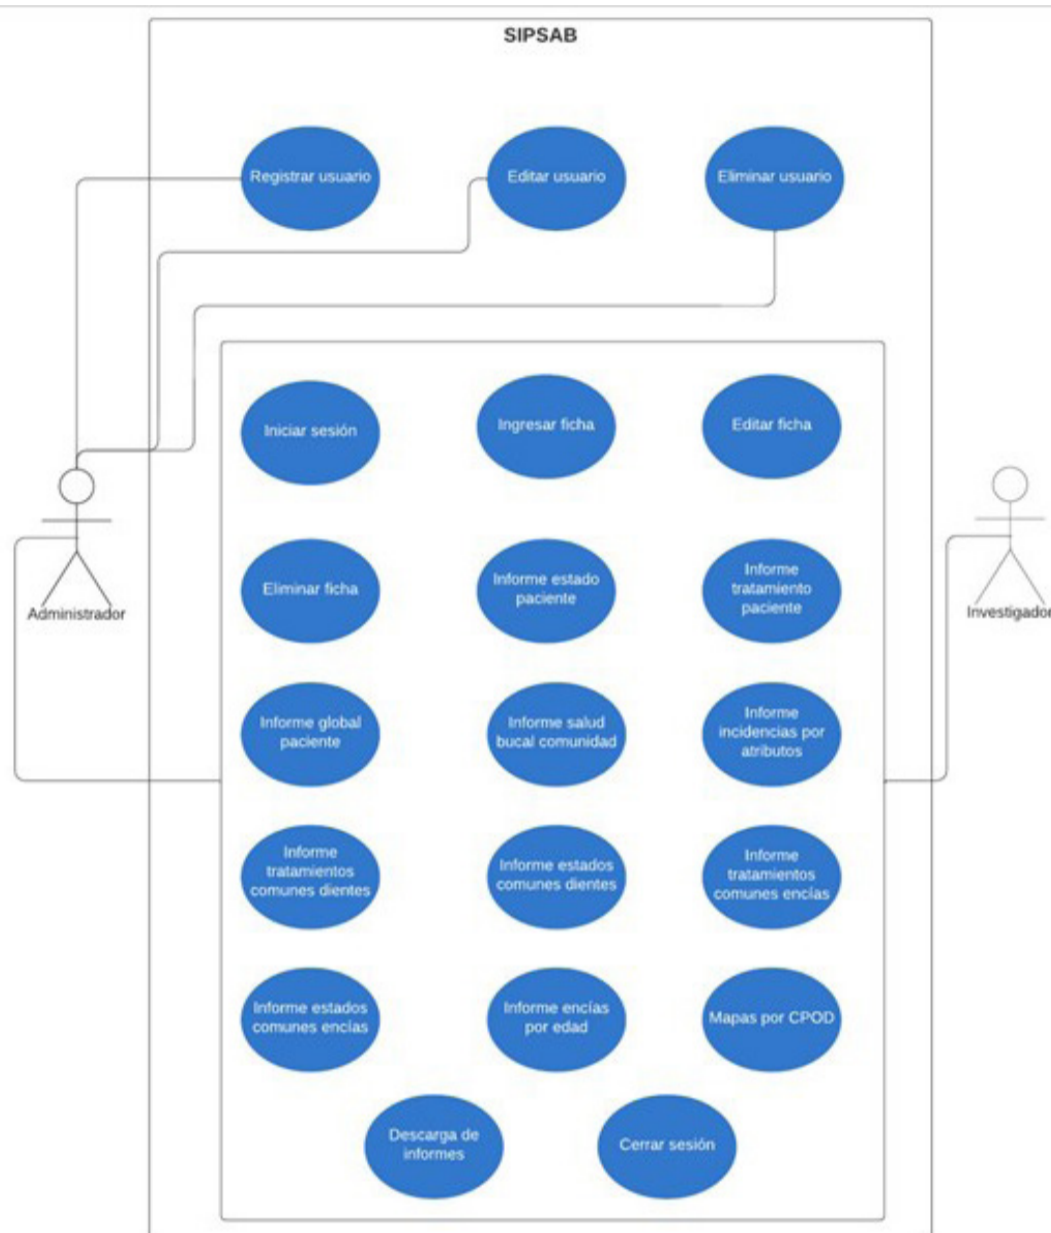 SIPSAB
Registrar usuario
Editar usuario
Eliminar usuario
Iniciar sesión
Ingresar ficha
Editar ficha
Administrador
Investigador
Eliminar ficha
Informe estado
paciente
Informe
tratamiento
paciente
Informe global
paciente
Informe salud
bucal comunidad
Informe
incidencias por
atributos
Informe
tratamientos
comunes dientes
Informe estados
comunes dientes
Informe
tratamientos
comunes encías
Informe estados
comunes encías
Informe encías
por edad
Mapas por CPOD
Descarga de
informes
Cerrar sesión